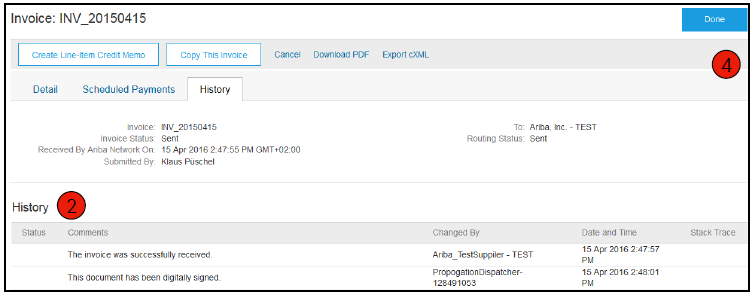 Invoice: INV_20150415
Done
Create Line-Item Credit Memo
Copy This Invoice
Cancel
Download PDF
Export cXML
4
Detail
Scheduled Payments
History
Invoice: INV_20150415
To: Ariba, Inc. - TEST
Invoice Status: Sent
Routing Status: Sent
Received By Ariba Network On: 15 Apr 2016 2:47:55 PM GMT+02:00
Submitted By: Klaus Püschel
History
2
Status Comments Changed By Date and Time Stack Trace
The invoice was successfully received. Ariba_TestSuppiler - TEST 15 Apr 2016 2:47:57
PM
This document has been digitally signed. PropogationDispatcher- 15 Apr 2016 2:48:01
128491053 PM